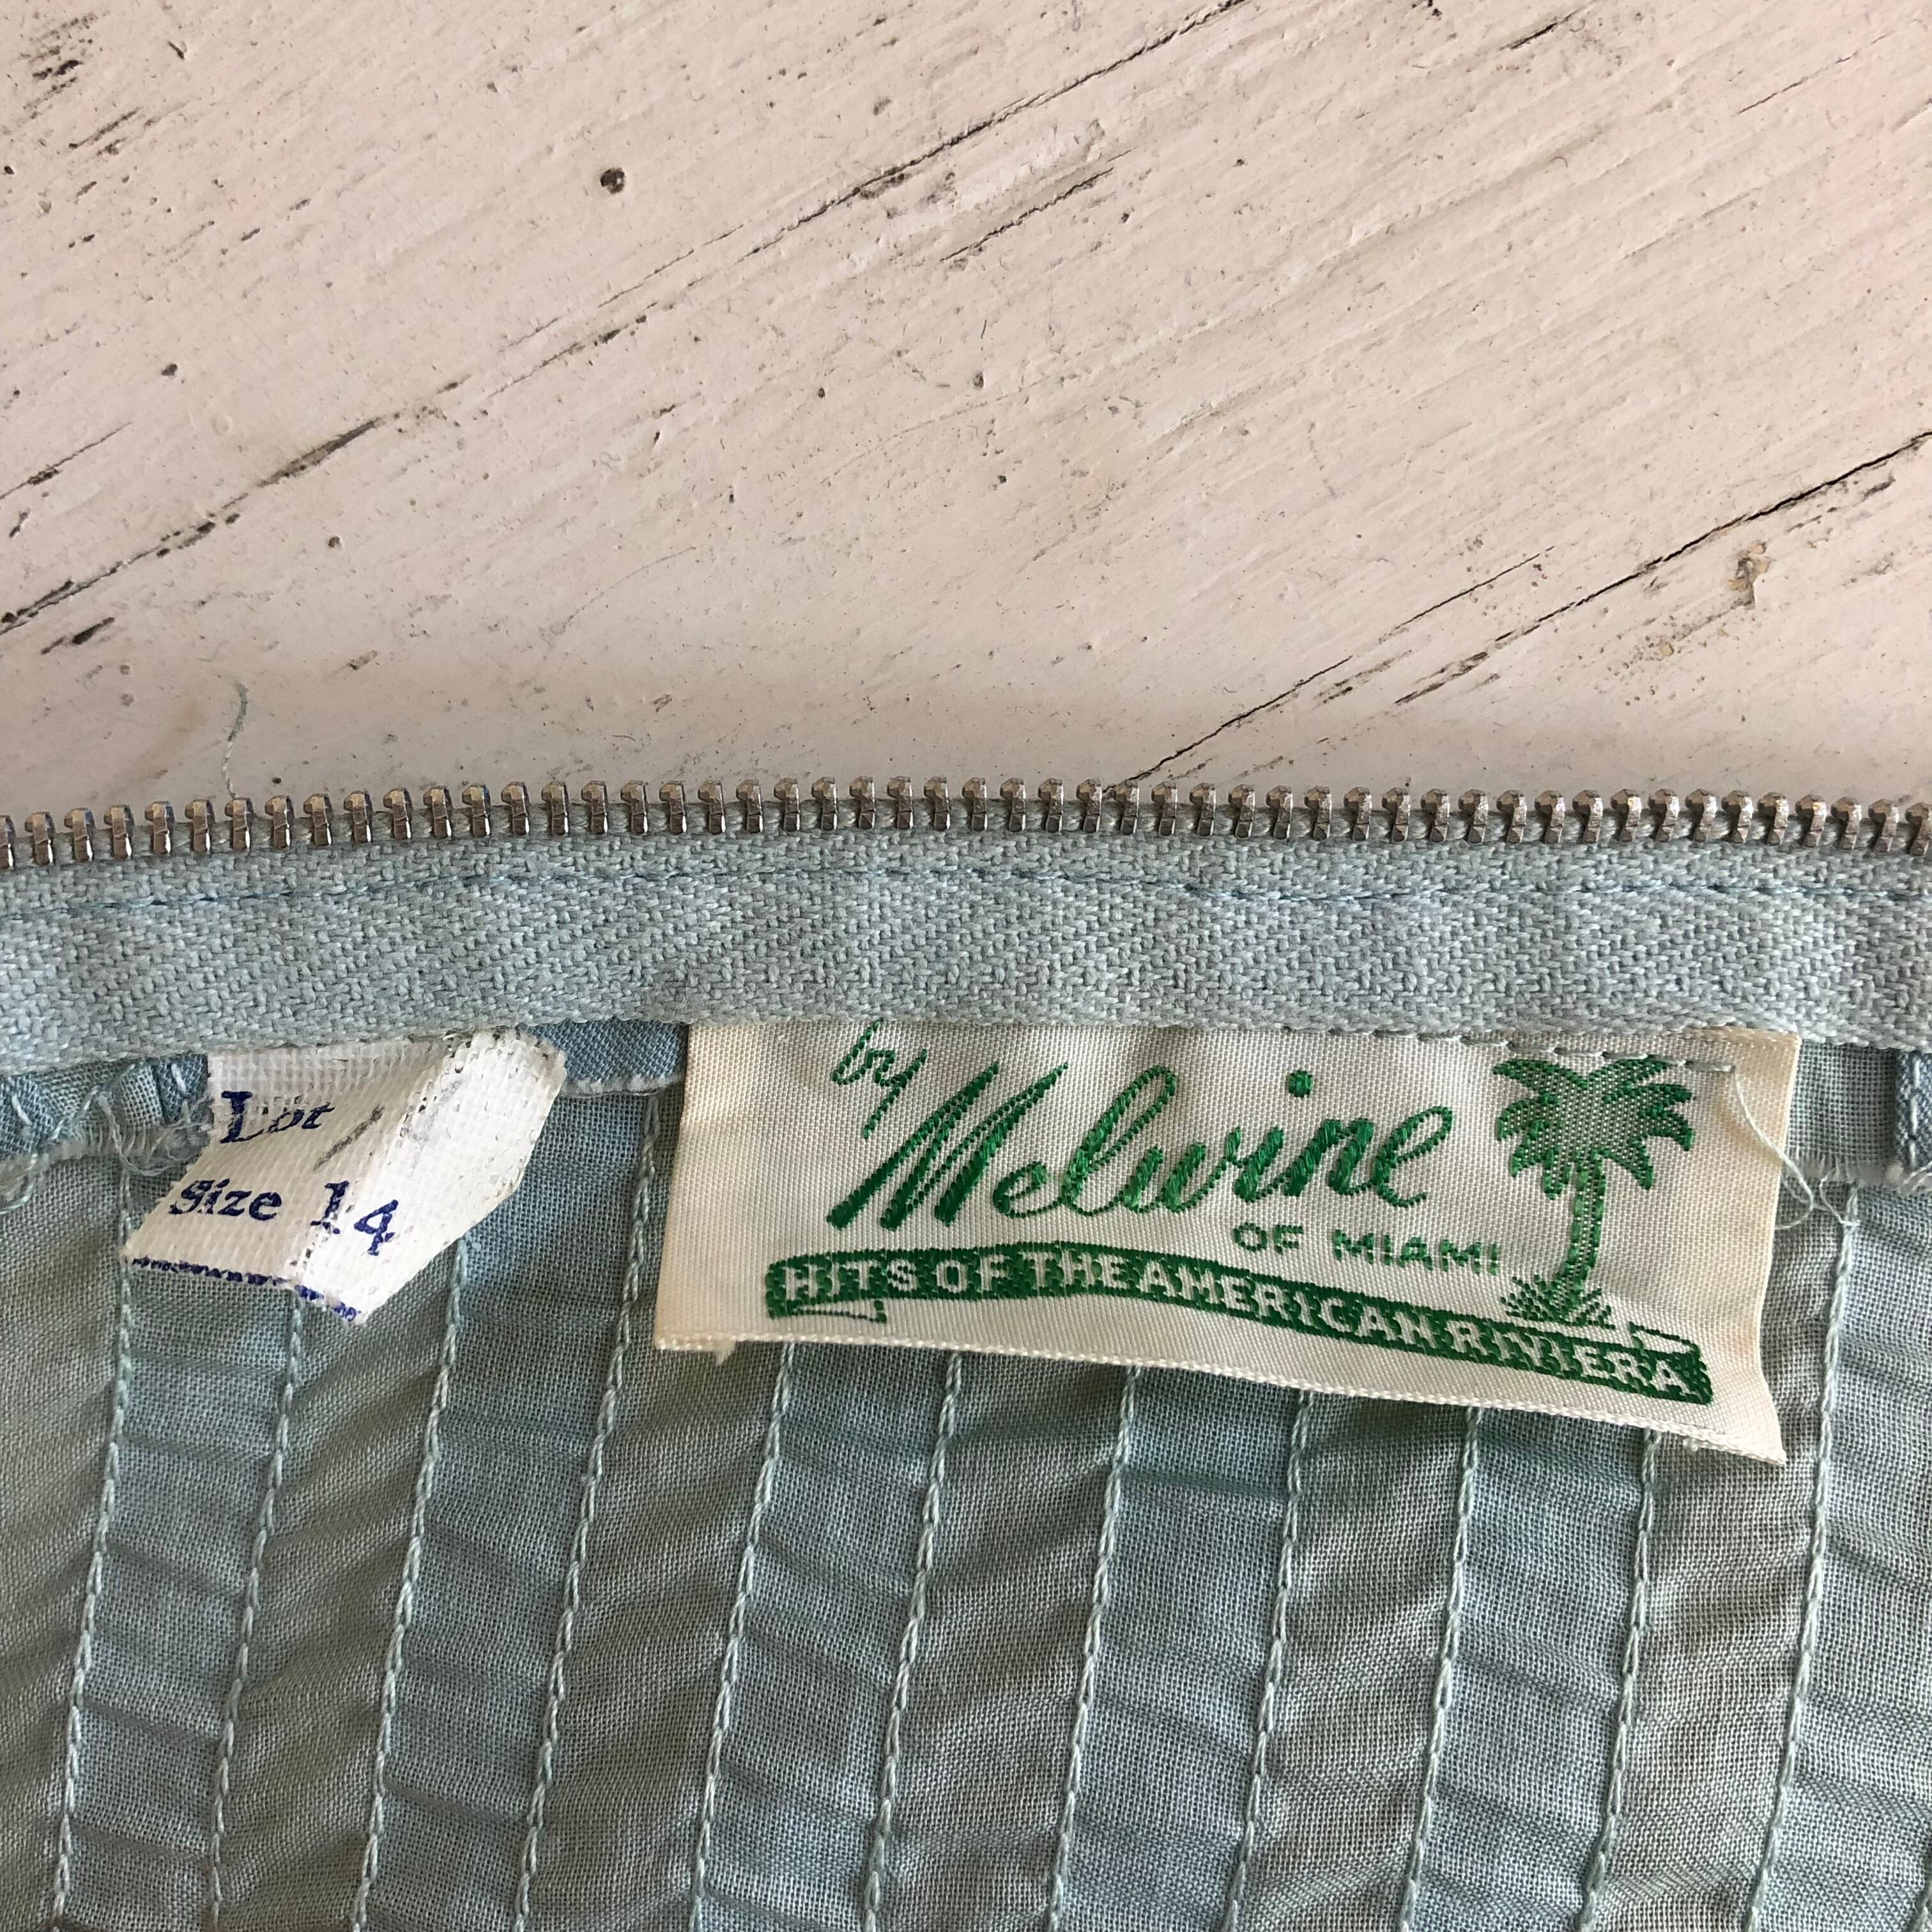 Lot
Size 14
by
Melwine
OF MIAMI
HITS OF THE AMERICAN RIVIERA